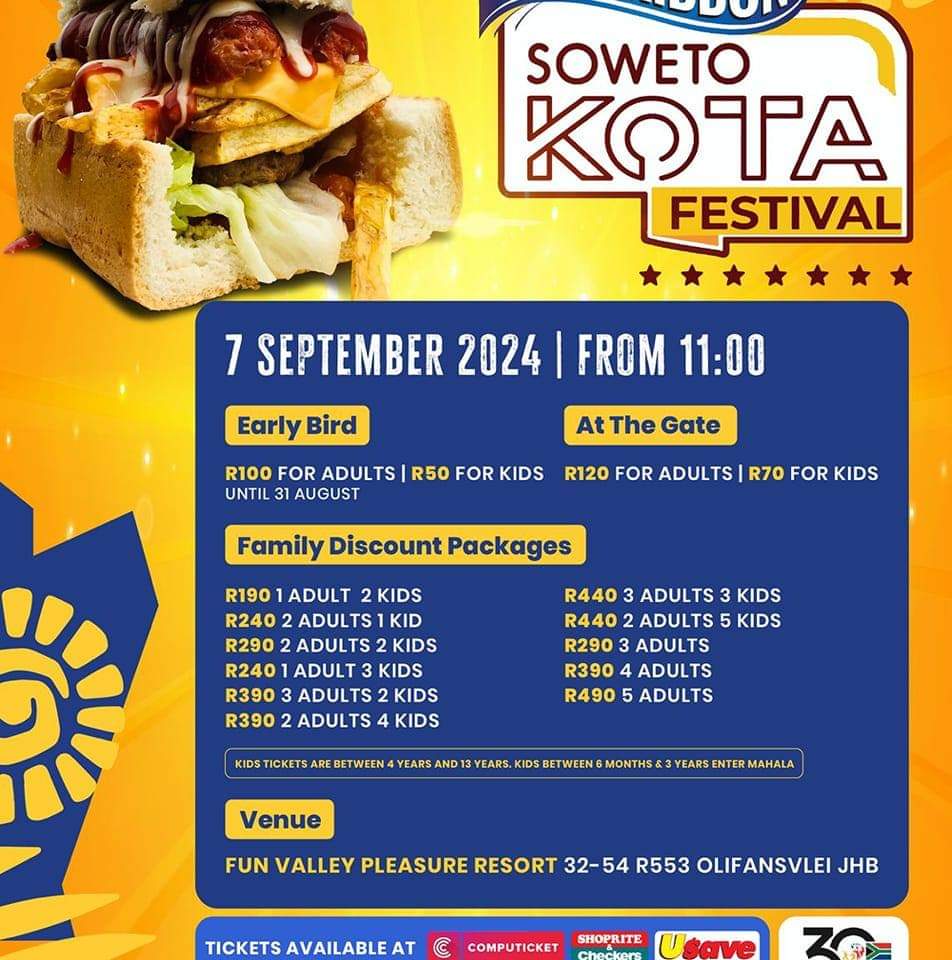 SOWETO
KOTA
FESTIVAL
7 SEPTEMBER 2024 | FROM 11:00
Early Bird
R100 FOR ADULTS | R50 FOR KIDS
UNTIL 31 AUGUST
At The Gate
R120 FOR ADULTS | R70 FOR KIDS
Family Discount Packages
R190 1 ADULT 2 KIDS
R240 2 ADULTS 1 KID
R290 2 ADULTS 2 KIDS
R240 1 ADULT 3 KIDS
R390 3 ADULTS 2 KIDS
R390 2 ADULTS 4 KIDS
R440 3 ADULTS 3 KIDS
R440 2 ADULTS 5 KIDS
R290 3 ADULTS
R390 4 ADULTS
R490 5 ADULTS
KIDS TICKETS ARE BETWEEN 4 YEARS AND 13 YEARS. KIDS BETWEEN 6 MONTHS & 3 YEARS ENTER MAHALA
Venue
FUN VALLEY PLEASURE RESORT 32-54 R553 OLIFANSVLEI JHB
TICKETS AVAILABLE AT COMPUTICKET SHOPRITE & Checkers Usave
30